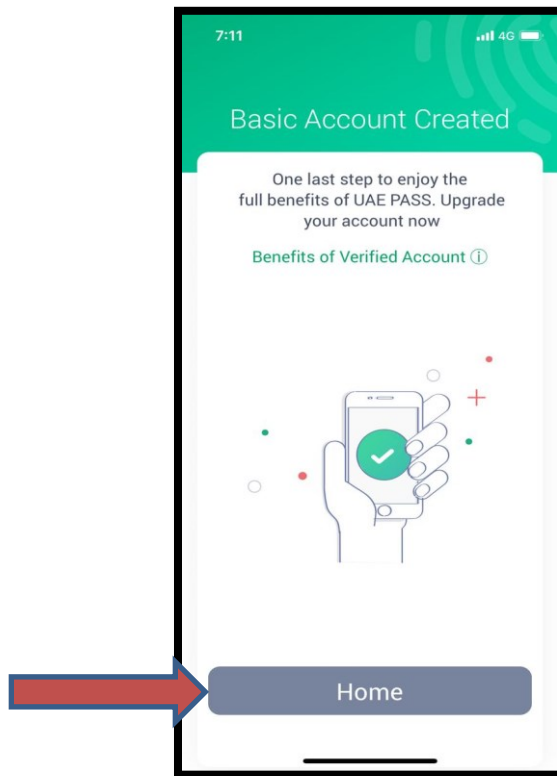 7:11 4G
Basic Account Created
One last step to enjoy the
full benefits of UAE PASS. Upgrade
your account now
Benefits of Verified Account ⓘ
Home